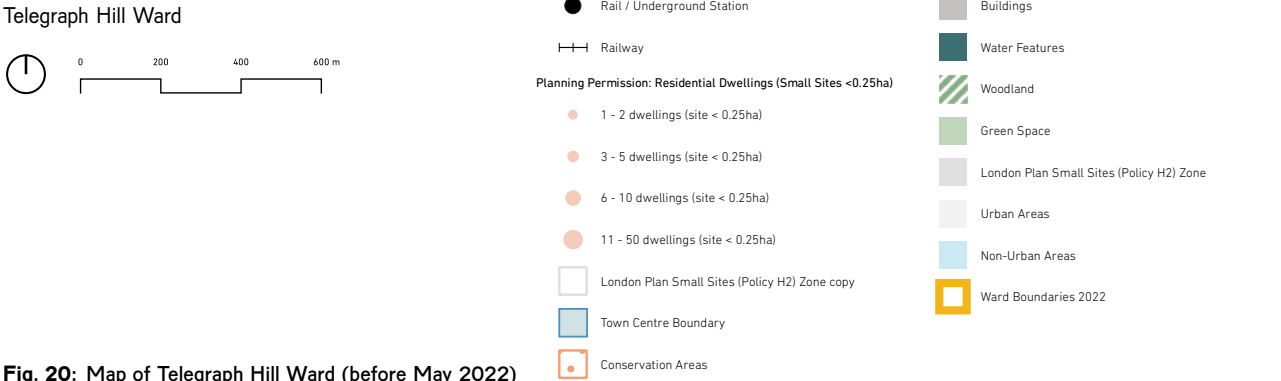 Telegraph Hill Ward
0 200 400 600 m
Fig. 20: Map of Telegraph Hill Ward (before May 2022)
Rail / Underground Station
Railway
Planning Permission: Residential Dwellings (Small Sites <0.25ha)
1 - 2 dwellings (site < 0.25ha)
3 - 5 dwellings (site < 0.25ha)
6 - 10 dwellings (site < 0.25ha)
11 - 50 dwellings (site < 0.25ha)
London Plan Small Sites (Policy H2) Zone copy
Town Centre Boundary
Conservation Areas
Buildings
Water Features
Woodland
Green Space
London Plan Small Sites (Policy H2) Zone
Urban Areas
Non-Urban Areas
Ward Boundaries 2022